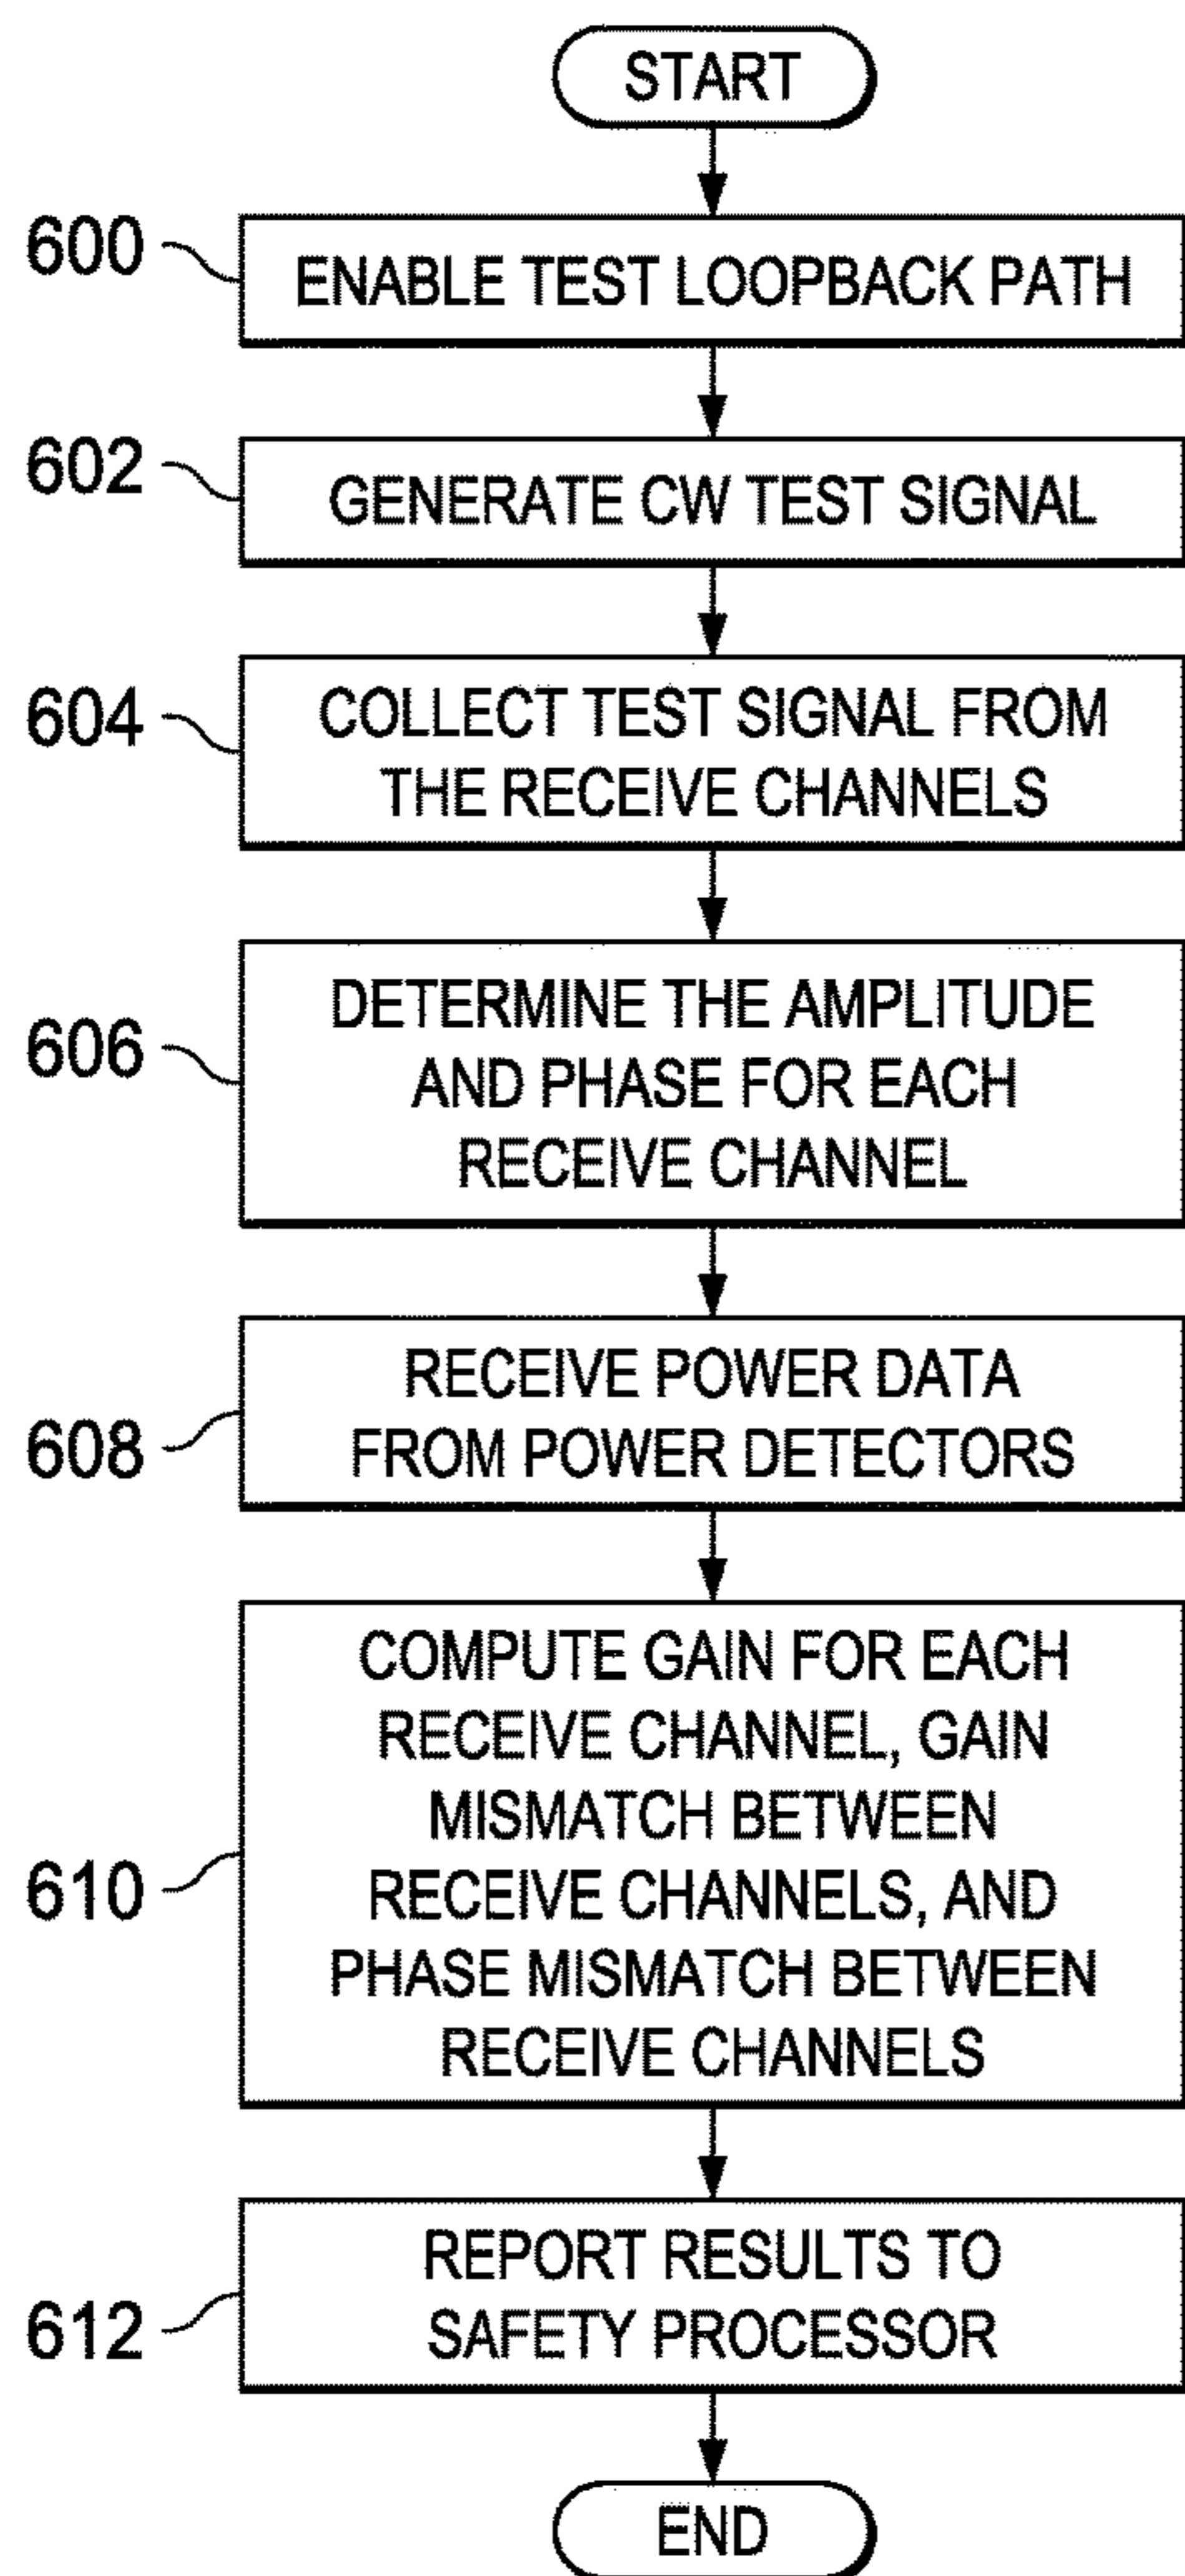 START
600
ENABLE TEST LOOPBACK PATH
602
GENERATE CW TEST SIGNAL
604
COLLECT TEST SIGNAL FROM
THE RECEIVE CHANNELS
606
DETERMINE THE AMPLITUDE
AND PHASE FOR EACH
RECEIVE CHANNEL
608
RECEIVE POWER DATA
FROM POWER DETECTORS
610
COMPUTE GAIN FOR EACH
RECEIVE CHANNEL, GAIN
MISMATCH BETWEEN
RECEIVE CHANNELS, AND
PHASE MISMATCH BETWEEN
RECEIVE CHANNELS
612
REPORT RESULTS TO
SAFETY PROCESSOR
END